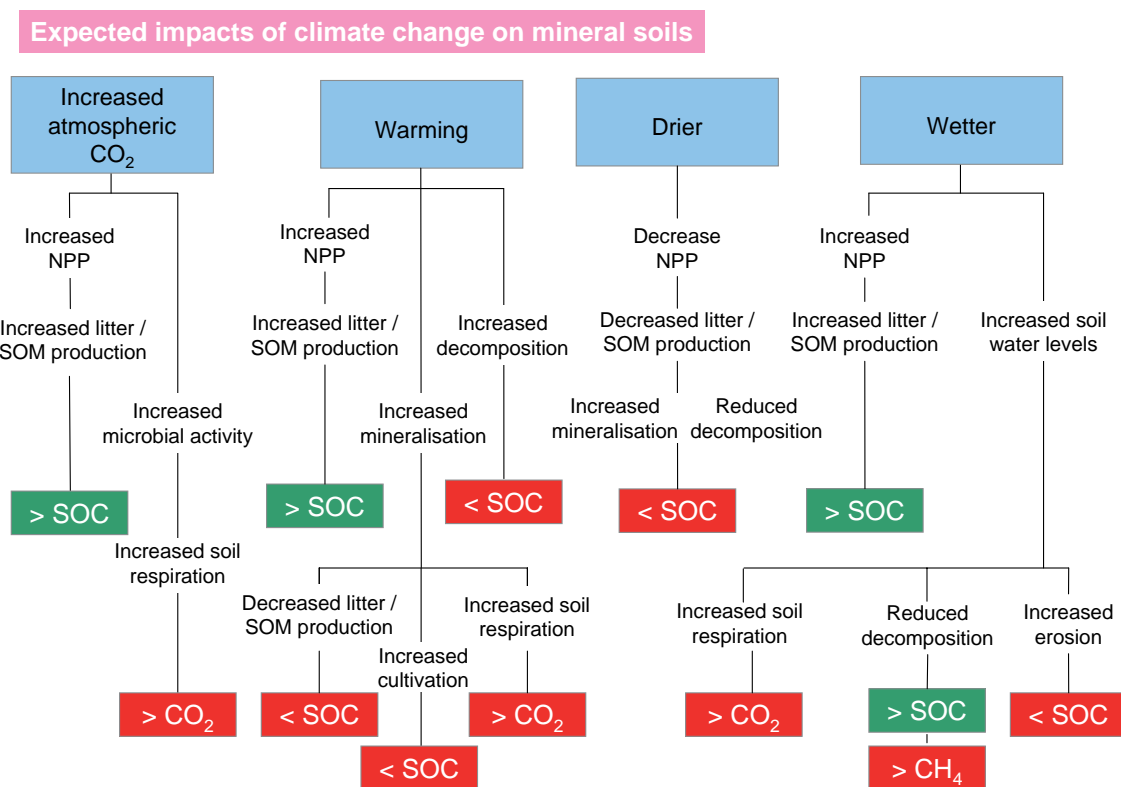 Expected impacts of climate change on mineral soils
Increased
atmospheric
CO₂
Warming
Drier
Wetter
Increased
NPP
Increased
NPP
Decrease
NPP
Increased
NPP
Increased litter /
SOM production
Increased litter /
SOM production
Increased
decomposition
Decreased litter /
SOM production
Increased litter /
SOM production
Increased soil
water levels
Increased
microbial activity
Increased
mineralisation
Increased
mineralisation
Reduced
decomposition
> SOC
> SOC
< SOC
< SOC
> SOC
Increased soil
respiration
Decreased litter /
SOM production
Increased
cultivation
Increased soil
respiration
Increased soil
respiration
Reduced
decomposition
Increased
erosion
> CO₂
< SOC
> CO₂
> CO₂
> SOC
< SOC
< SOC
> CH₄